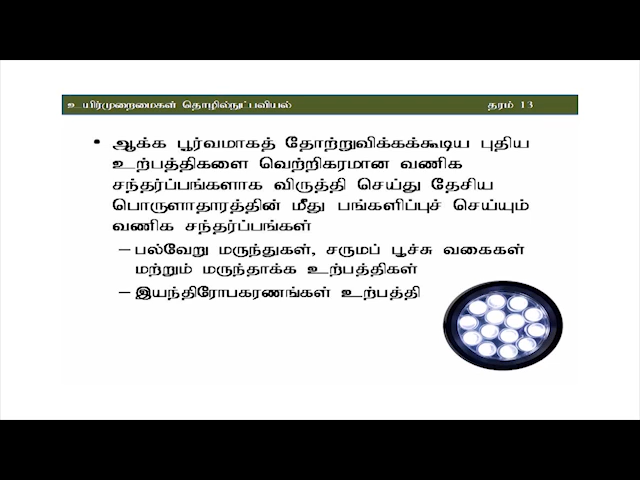 உயிர்முறைமைகள் தொழில்நுட்பவியல் தரம் 13
• ஆக்க பூர்வமாகத் தோற்றுவிக்கக்கூடிய புதிய
உற்பத்திகளை வெற்றிகரமான வணிக
சந்தர்ப்பங்களாக விருத்தி செய்து தேசிய
பொருளாதாரத்தின் மீது பங்களிப்புச் செய்யும்
வணிக சந்தர்ப்பங்கள்
– பல்வேறு மருந்துகள், சருமப் பூச்சு வகைகள்
மற்றும் மருந்தாக்க உற்பத்திகள்
– இயந்திரோபகரணங்கள் உற்பத்தி